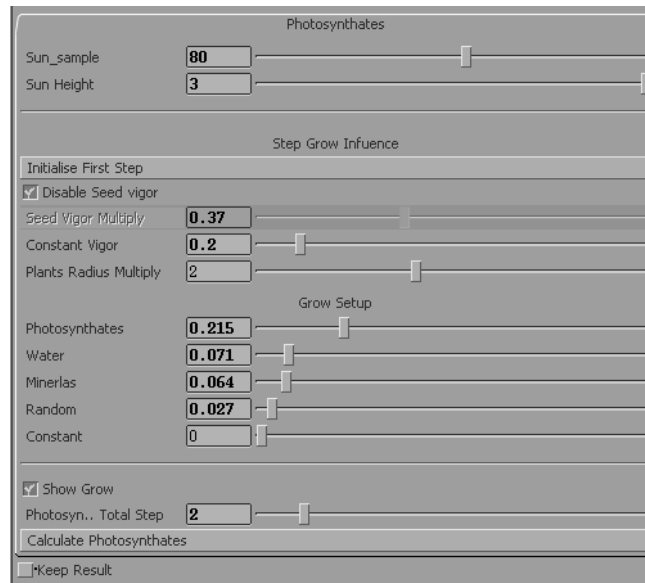 Photosynthates
Sun_sample 80
Sun Height 3
Step Grow Infuence
Initialise First Step
Disable Seed vigor
Seed Vigor Multiply 0.37
Constant Vigor 0.2
Plants Radius Multiply 2
Grow Setup
Photosynthates 0.215
Water 0.071
Minerlas 0.064
Random 0.027
Constant 0
Show Grow
Photosyn.. Total Step 2
Calculate Photosynthates
Keep Result